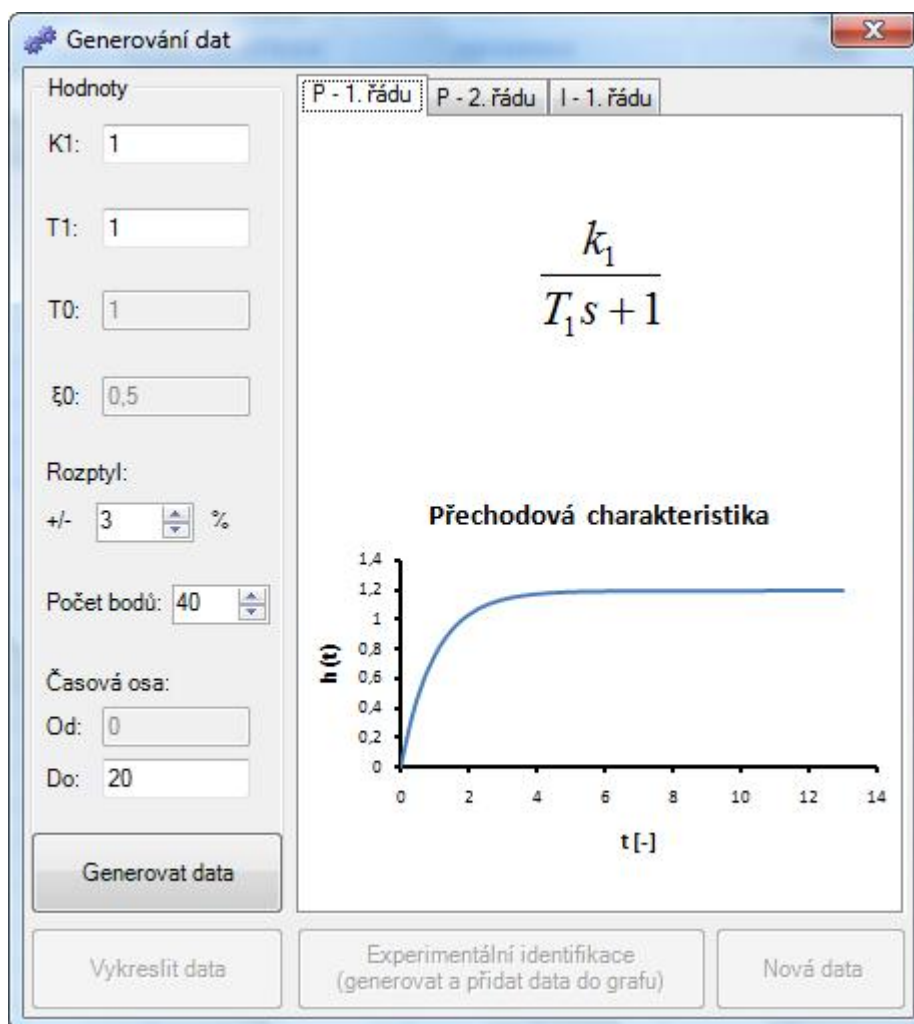 Generování dat
Hodnoty
K1: 1
T1: 1
T0: 1
ξ0: 0,5
Rozptyl:
+/- 3 %
Počet bodů: 40
Časová osa:
Od: 0
Do: 20
Generovat data
P - 1. řádu P - 2. řádu I - 1. řádu
k₁
T₁s + 1
Přechodová charakteristika
1,4
1,2
1
0,8
0,6
0,4
0,2
0
h(t)
0 2 4 6 8 10 12 14
t [-]
Vykreslit data
Experimentální identifikace
(generovat a přidat data do grafu)
Nová data